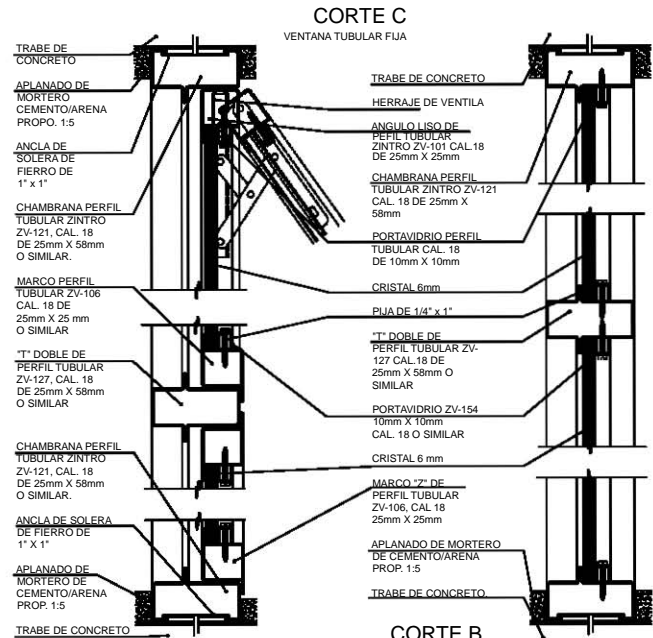 CORTE C
VENTANA TUBULAR FIJA
TRABE DE
CONCRETO
APLANADO DE
MORTERO
CEMENTO/ARENA
PROPO. 1:5
ANCLA DE
SOLERA DE
FIERRO DE
1" x 1"
CHAMBRANA PERFIL
TUBULAR ZINTRO
ZV-121, CAL. 18
DE 25mm X 58mm
O SIMILAR.
MARCO PERFIL
TUBULAR ZV-106
CAL. 18 DE
25mm X 25 mm
O SIMILAR
"T" DOBLE DE
PERFIL TUBULAR
ZV-127, CAL. 18
DE 25mm X 58mm
O SIMILAR
CHAMBRANA PERFIL
TUBULAR ZINTRO
ZV-121, CAL. 18
DE 25mm X 58mm
O SIMILAR.
ANCLA DE SOLERA
DE FIERRO DE
1" X 1"
APLANADO DE
MORTERO DE
CEMENTO/ARENA
PROP. 1:5
TRABE DE CONCRETO
TRABE DE CONCRETO
HERRAJE DE VENTILA
ANGULO LISO DE
PEFIL TUBULAR
ZINTRO ZV-101 CAL.18
DE 25mm X 25mm
CHAMBRANA PERFIL
TUBULAR ZINTRO ZV-121
CAL. 18 DE 25mm X
58mm
PORTAVIDRIO PERFIL
TUBULAR CAL. 18
DE 10mm X 10mm
CRISTAL 6mm
PIJA DE 1/4" x 1"
"T" DOBLE DE
PERFIL TUBULAR ZV-
127 CAL.18 DE
25mm X 58mm O
SIMILAR
PORTAVIDRIO ZV-154
10mm X 10mm
CAL. 18 O SIMILAR
CRISTAL 6 mm
MARCO "Z" DE
PERFIL TUBULAR
ZV-106, CAL 18
25mm X 25mm
APLANADO DE MORTERO
DE CEMENTO/ARENA
PROP. 1:5
TRABE DE CONCRETO.
CORTE B